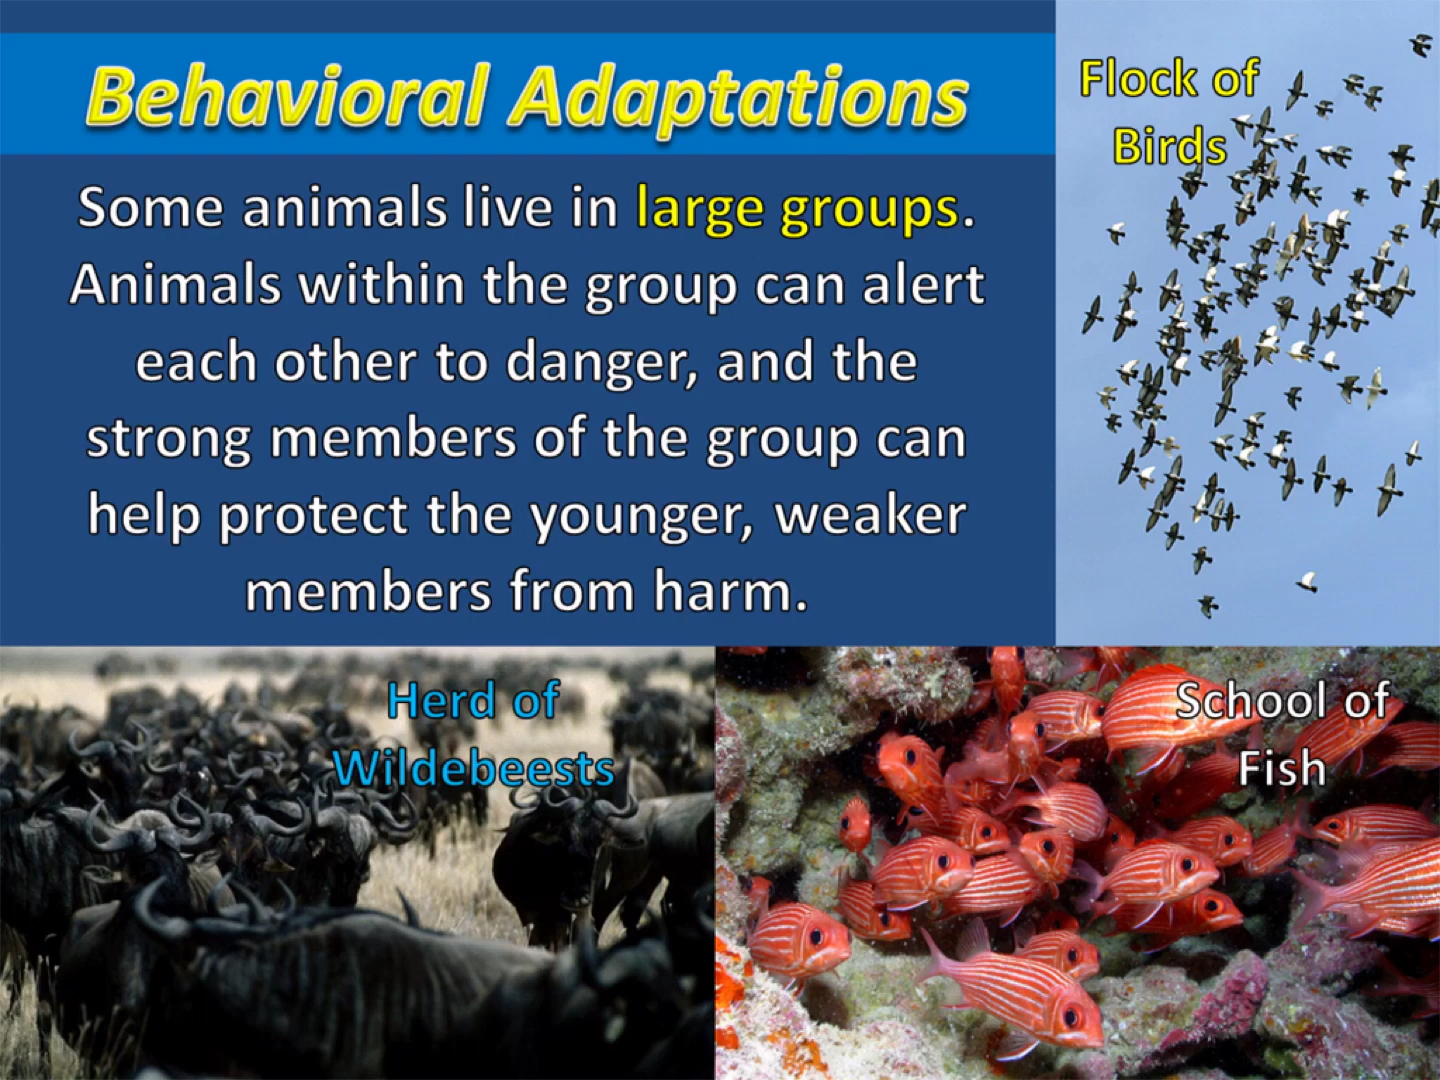 Behavioral Adaptations
Some animals live in large groups.
Animals within the group can alert
each other to danger, and the
strong members of the group can
help protect the younger, weaker
members from harm.
Flock of
Birds
Herd of
Wildebeests
School of
Fish